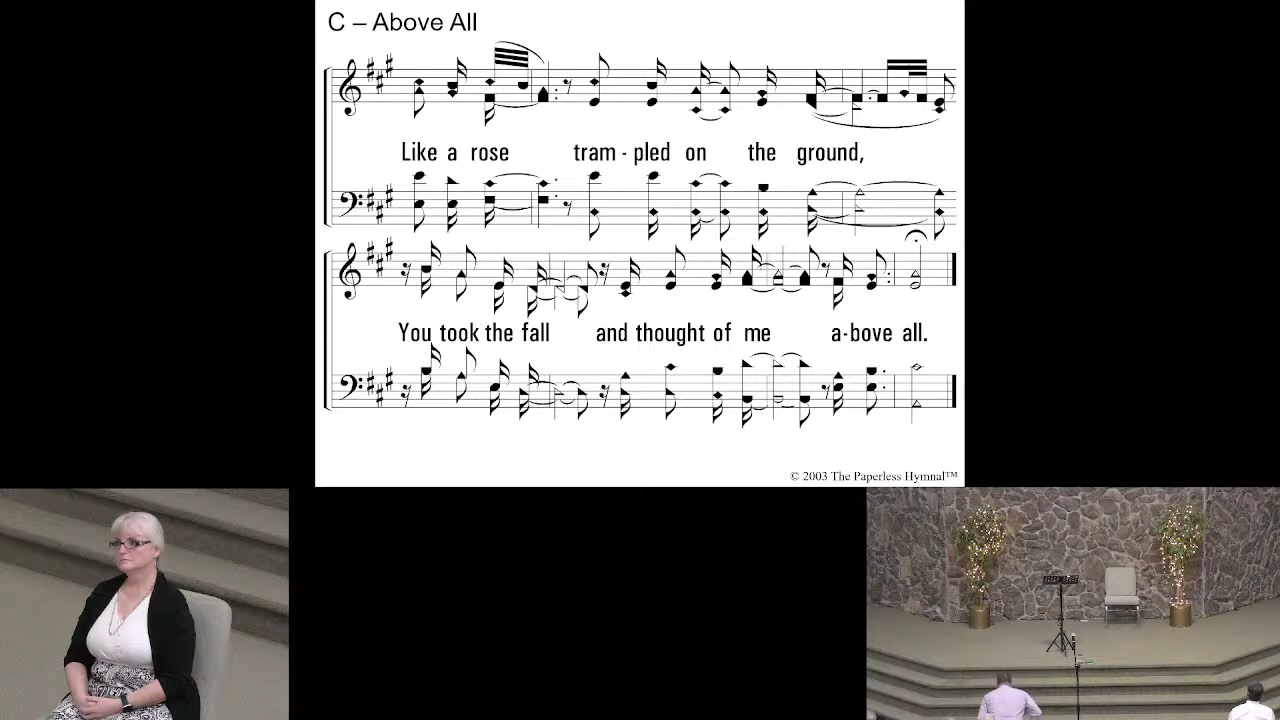 C – Above All
Like a rose tram - pled on the ground,
You took the fall and thought of me a-bove all.
© 2003 The Paperless Hymnal™